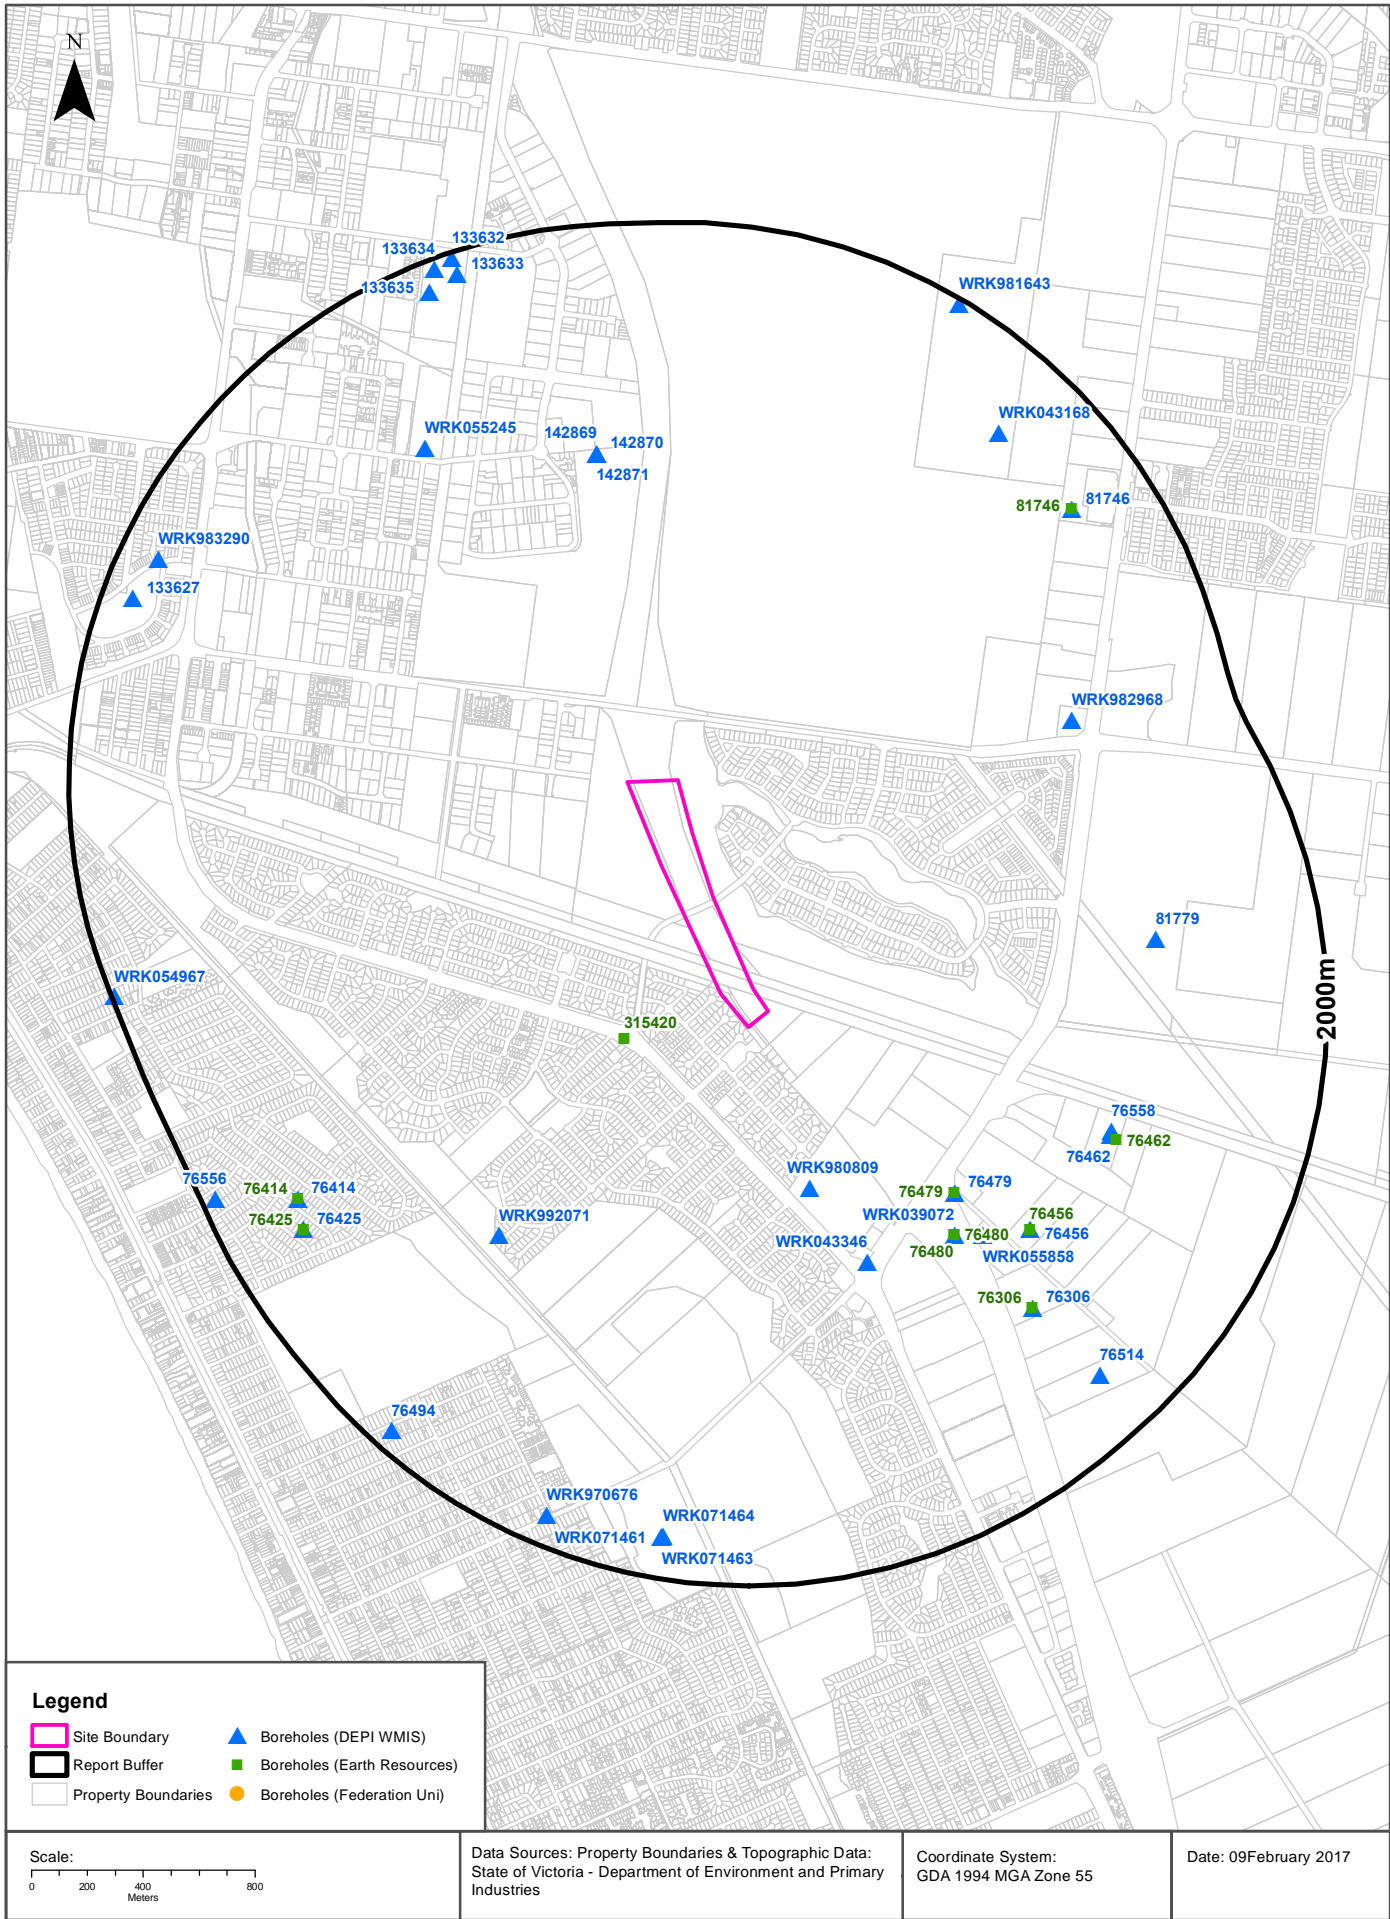 N
133632
133634
133633
133635
WRK981643
WRK055245
142869
142870
142871
WRK043168
81746
81746
WRK983290
133627
WRK982968
81779
WRK054967
2000m
315420
76558
76462
76462
76556
76414
76414
76425
76425
WRK980809
76479
76479
WRK992071
WRK039072
76480
76480
76456
76456
WRK043346
WRK055858
76306
76306
76514
76494
WRK970676
WRK071464
WRK071461
WRK071463
Legend
Site Boundary
Boreholes (DEPI WMIS)
Report Buffer
Boreholes (Earth Resources)
Property Boundaries
Boreholes (Federation Uni)
Scale:
0 200 400 800
Meters
Data Sources: Property Boundaries & Topographic Data:
State of Victoria - Department of Environment and Primary
Industries
Coordinate System:
GDA 1994 MGA Zone 55
Date: 09February 2017